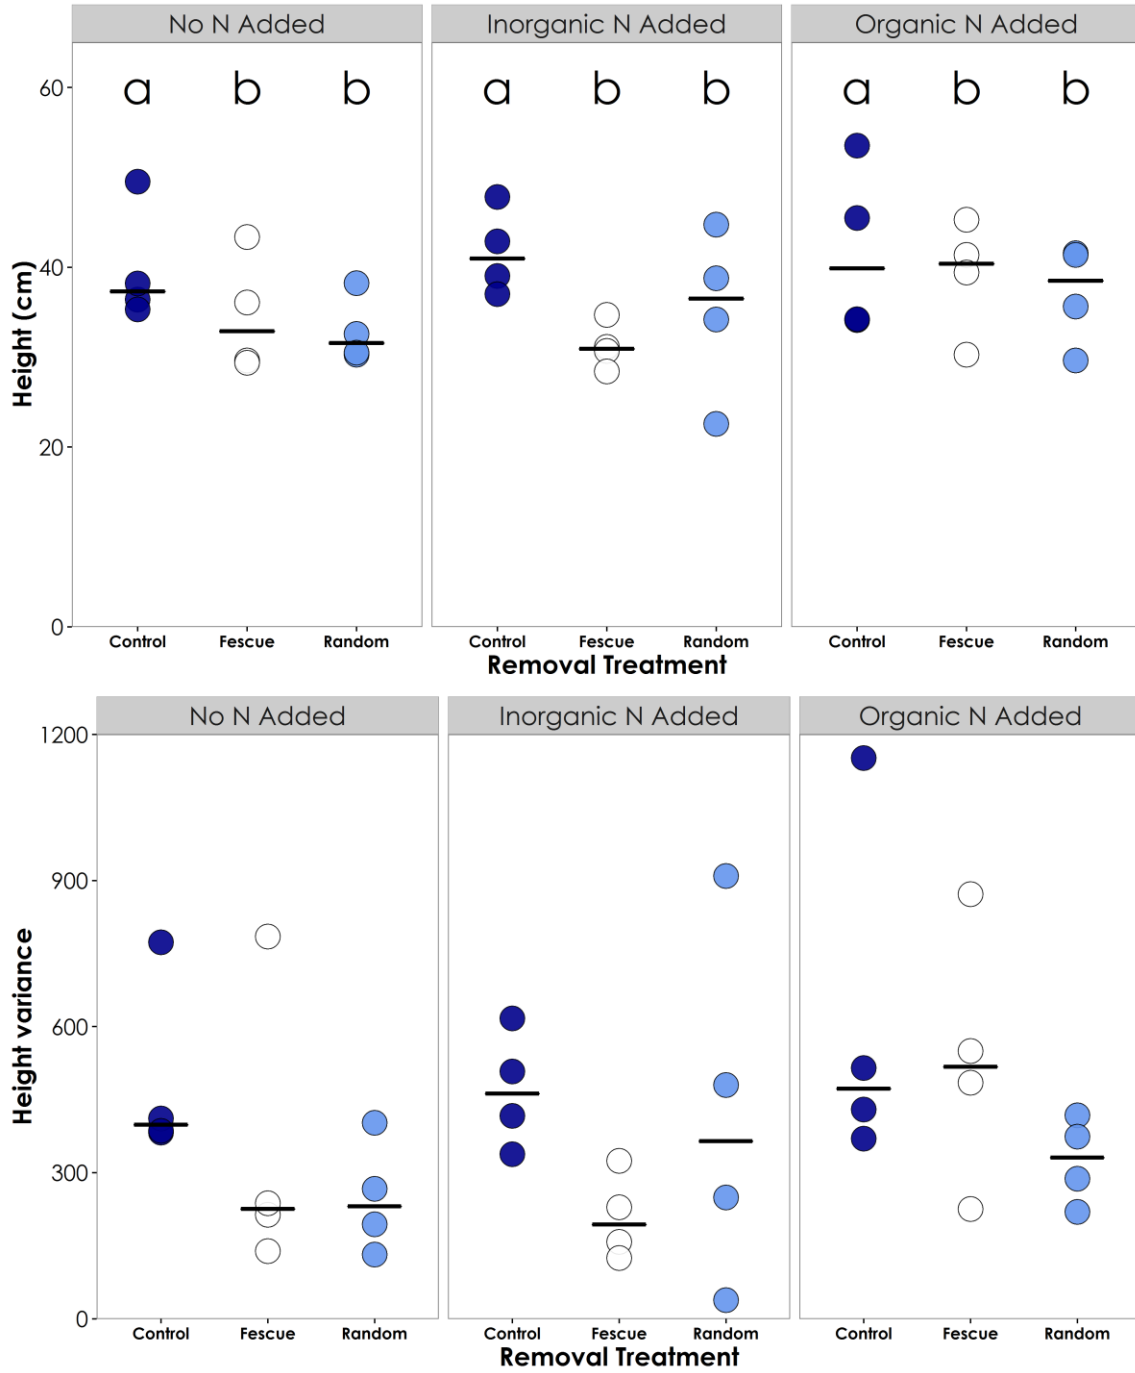 No N Added Inorganic N Added Organic N Added
60 a b b a b b a b b
40
20
0
Height (cm)
Control Fescue Random Control Fescue Random Control Fescue Random
Removal Treatment
No N Added Inorganic N Added Organic N Added
1200
900
600
300
0
Height variance
Control Fescue Random Control Fescue Random Control Fescue Random
Removal Treatment